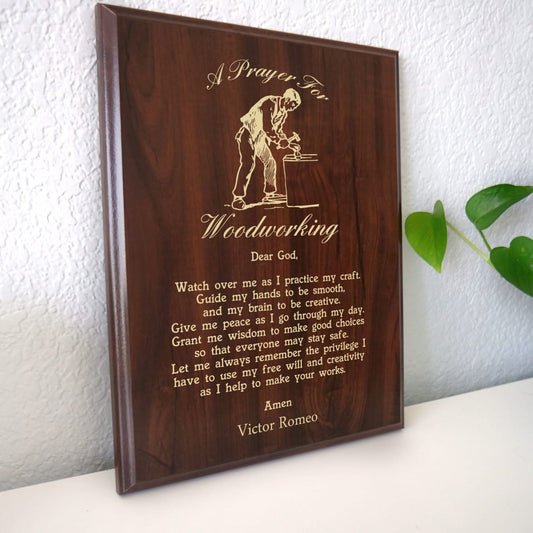 A Prayer For
Woodworking
Dear God,
Watch over me as I practice my craft.
Guide my hands to be smooth,
and my brain to be creative.
Give me peace as I go through my day.
Grant me wisdom to make good choices
so that everyone may stay safe.
Let me always remember the privilege I
have to use my free will and creativity
as I help to make your works.
Amen
Victor Romeo